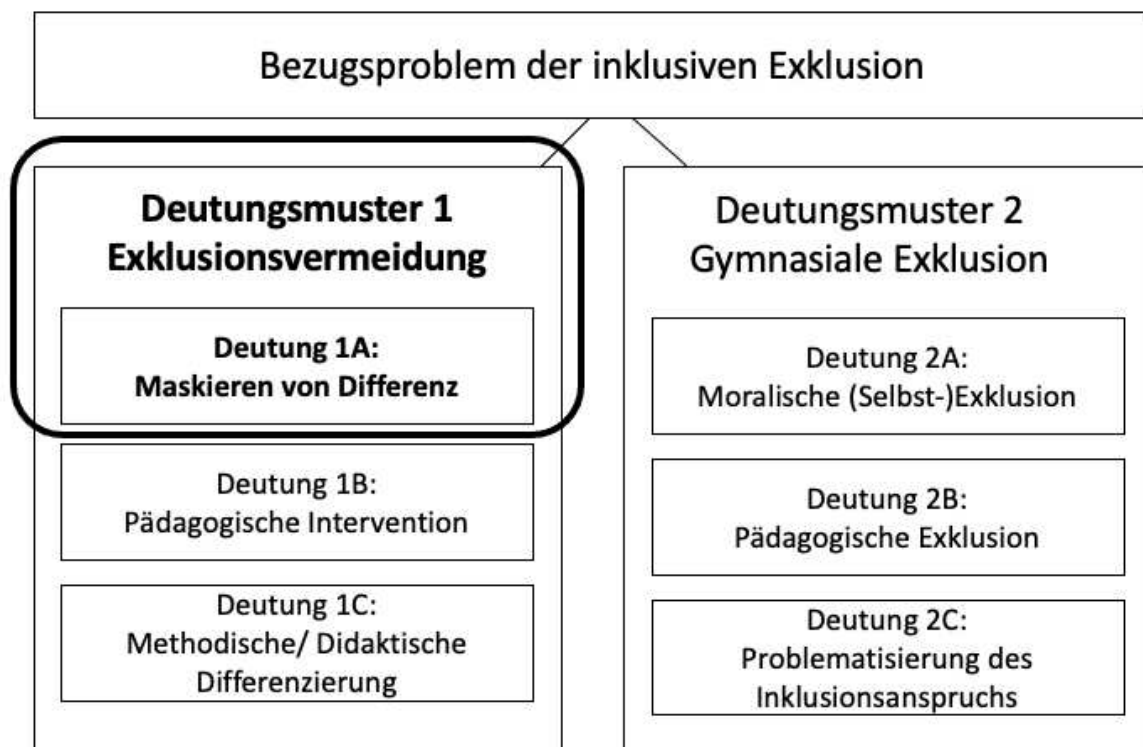 Bezugsproblem der inklusiven Exklusion
Deutungsmuster 1
Exklusionsvermeidung
Deutung 1A:
Maskieren von Differenz
Deutung 1B:
Pädagogische Intervention
Deutung 1C:
Methodische/ Didaktische
Differenzierung
Deutungsmuster 2
Gymnasiale Exklusion
Deutung 2A:
Moralische (Selbst-)Exklusion
Deutung 2B:
Pädagogische Exklusion
Deutung 2C:
Problematisierung des
Inklusionsanspruchs